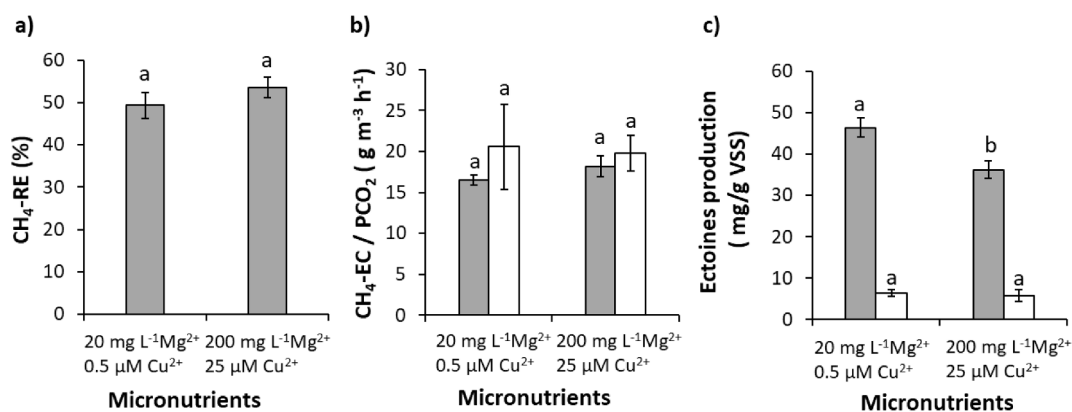 a)
CH₄-RE (%)
60
50
40
30
20
10
0
a
a
20 mg L⁻¹Mg²⁺
0.5 µM Cu²⁺
200 mg L⁻¹Mg²⁺
25 µM Cu²⁺
Micronutrients
b)
CH₄-EC / PCO₂ ( g m⁻³ h⁻¹)
30
25
20
15
10
5
0
a
a
a
a
20 mg L⁻¹Mg²⁺
0.5 µM Cu²⁺
200 mg L⁻¹Mg²⁺
25 µM Cu²⁺
Micronutrients
c)
Ectoines production
( mg/g VSS)
60
50
40
30
20
10
0
a
a
b
a
20 mg L⁻¹Mg²⁺
0.5 µM Cu²⁺
200 mg L⁻¹Mg²⁺
25 µM Cu²⁺
Micronutrients